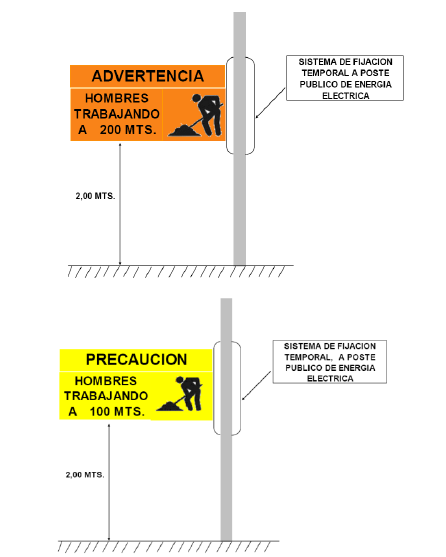 ADVERTENCIA
HOMBRES
TRABAJANDO
A 200 MTS.
SISTEMA DE FIJACION
TEMPORAL A POSTE
PUBLICO DE ENERGIA
ELECTRICA
2,00 MTS.
PRECAUCION
HOMBRES
TRABAJANDO
A 100 MTS.
SISTEMA DE FIJACION
TEMPORAL, A POSTE
PUBLICO DE ENERGIA
ELECTRICA
2,00 MTS.